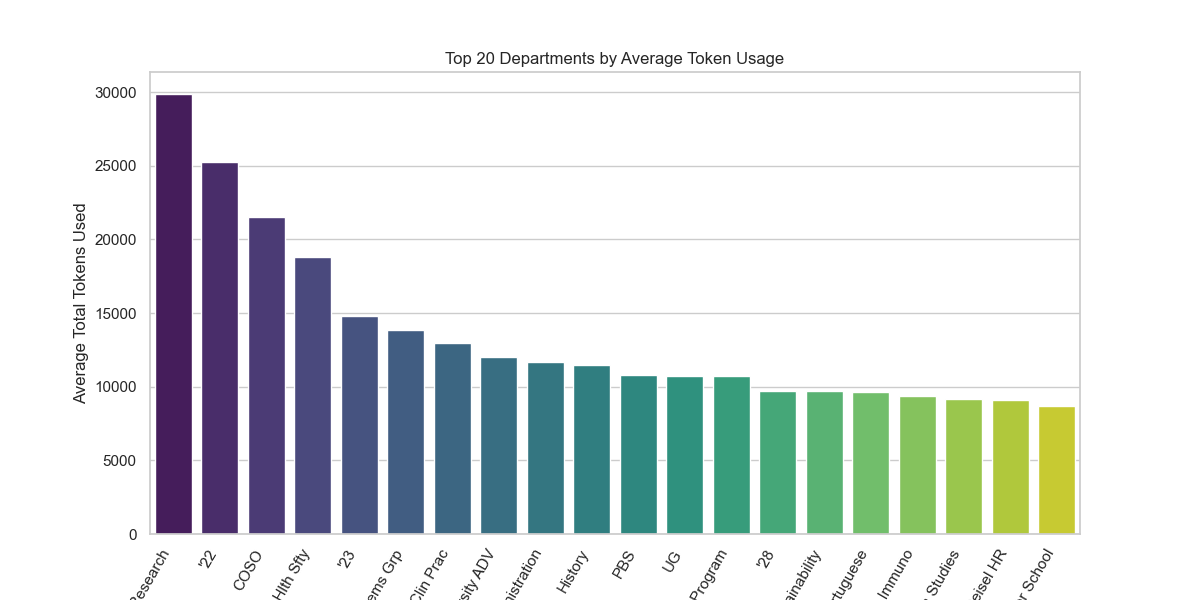 Top 20 Departments by Average Token Usage
Average Total Tokens Used
30000
25000
20000
15000
10000
5000
0
Research
'22
COSO
Hlth Sfty
'23
ems Grp
Clin Prac
sity ADV
nistration
History
PBS
UG
Program
'28
ainability
rtuguese
Immuno
Studies
eisel HR
r School